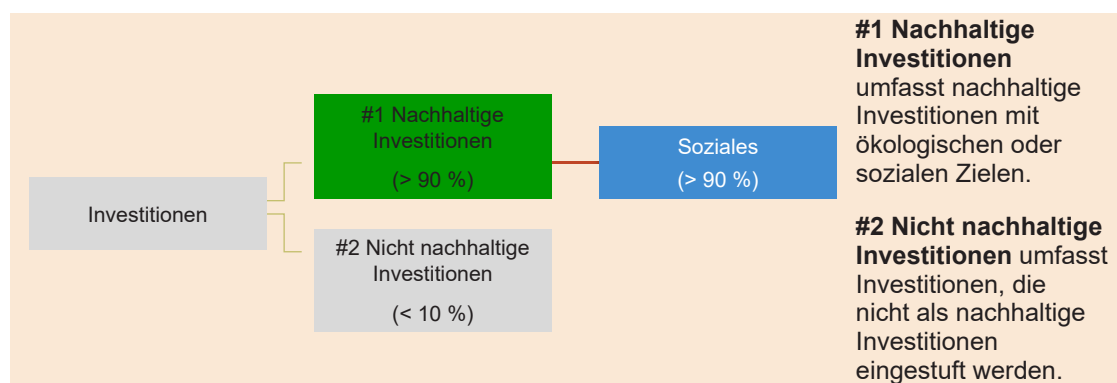 Investitionen
#1 Nachhaltige
Investitionen
(> 90 %)
Soziales
(> 90 %)
#2 Nicht nachhaltige
Investitionen
(< 10 %)
#1 Nachhaltige
Investitionen
umfasst nachhaltige
Investitionen mit
ökologischen oder
sozialen Zielen.
#2 Nicht nachhaltige
Investitionen umfasst
Investitionen, die
nicht als nachhaltige
Investitionen
eingestuft werden.